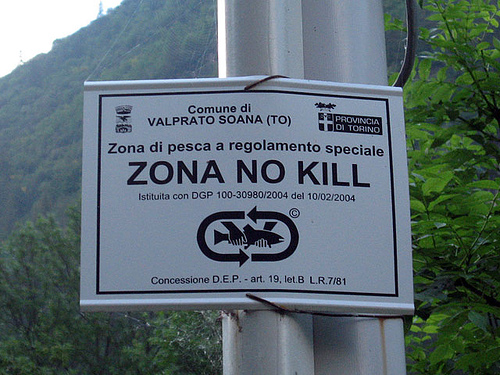 Comune di
VALPRATO SOANA (TO)
PROVINCIA
DI TORINO
Zona di pesca a regolamento speciale
ZONA NO KILL
Istituita con DGP 100-30980/2004 del 10/02/2004
©
Concessione D.E.P. - art. 19, let.B L.R.7/81